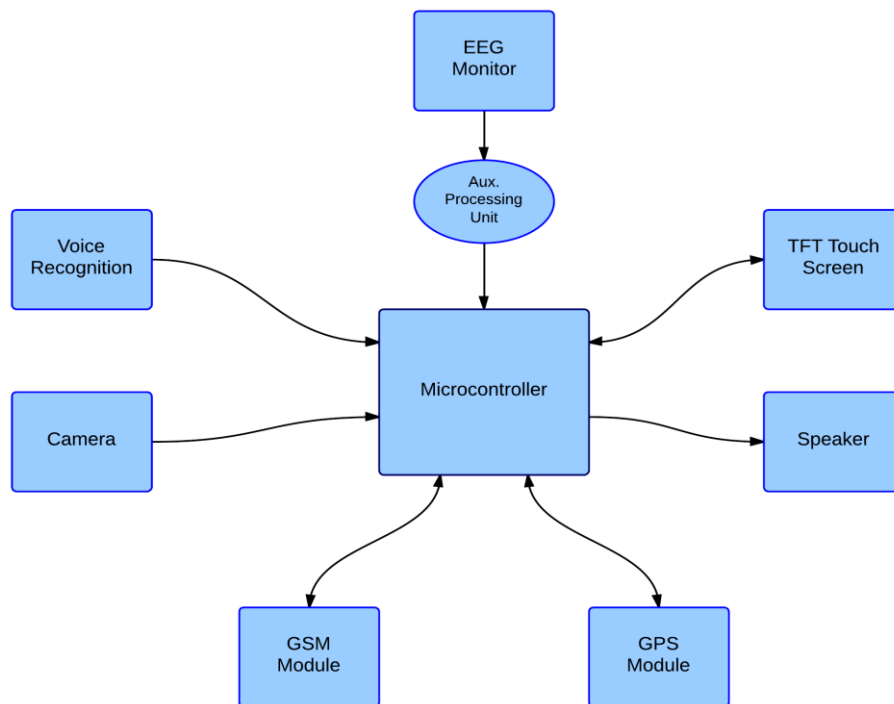 EEG
Monitor
Aux.
Processing
Unit
Voice
Recognition
TFT Touch
Screen
Microcontroller
Camera
Speaker
GSM
Module
GPS
Module